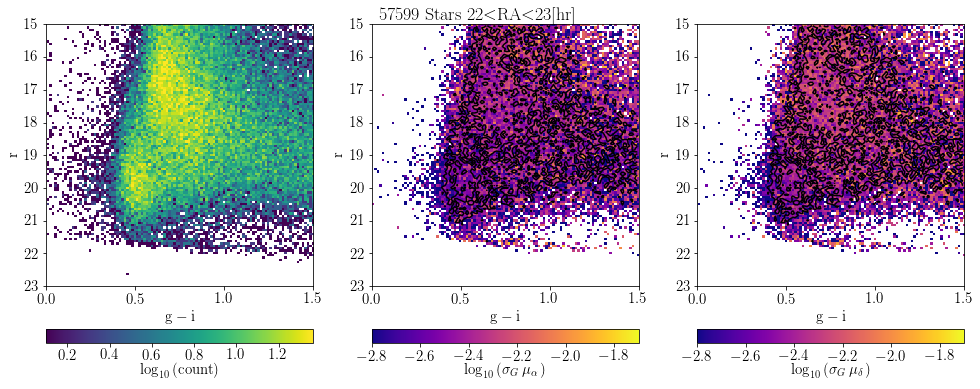 57599 Stars 22<RA<23[hr]
15 16 17 18 19 20 21 22 23
r
0.0 0.5 1.0 1.5
g − i
0.2 0.4 0.6 0.8 1.0 1.2
log10(count)
15 16 17 18 19 20 21 22 23
r
0.0 0.5 1.0 1.5
g − i
−2.8 −2.6 −2.4 −2.2 −2.0 −1.8
log10(σG μα)
15 16 17 18 19 20 21 22 23
r
0.0 0.5 1.0 1.5
g − i
−2.8 −2.6 −2.4 −2.2 −2.0 −1.8
log10(σG μδ)